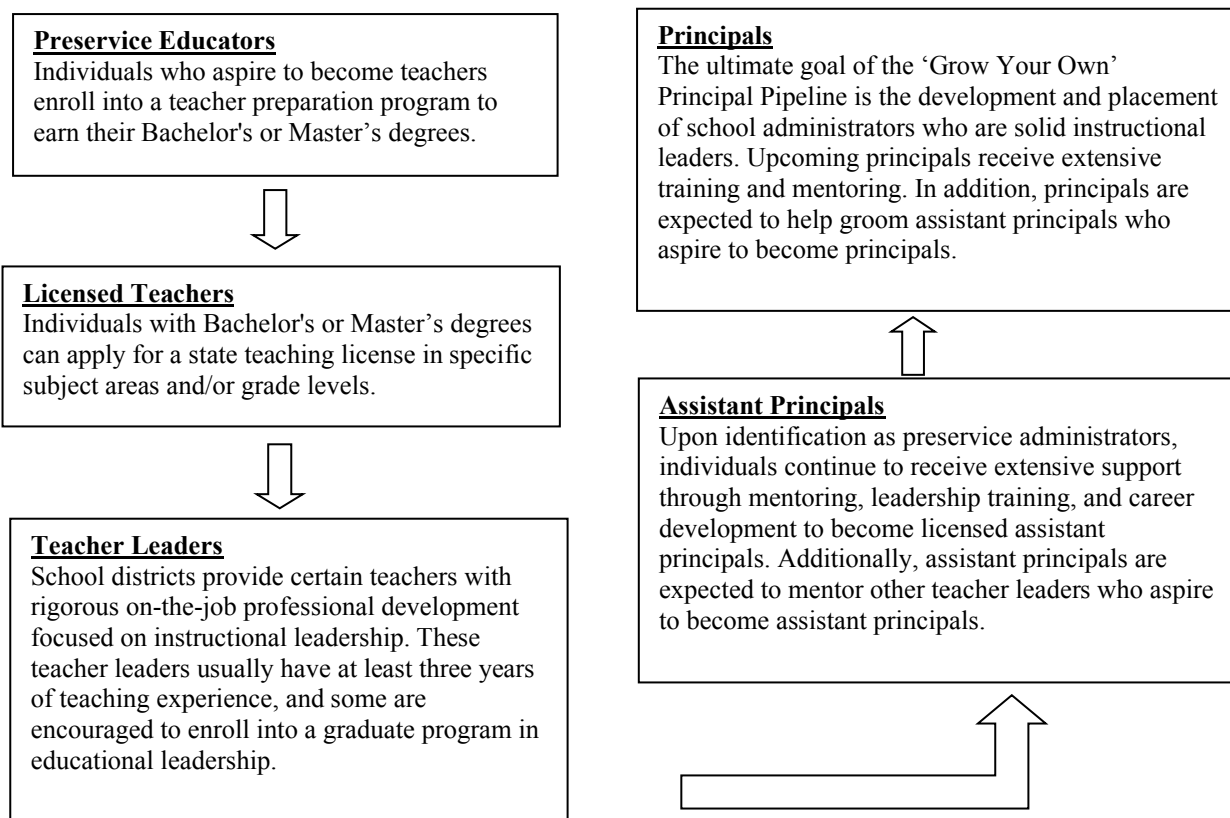 Preservice Educators
Individuals who aspire to become teachers
enroll into a teacher preparation program to
earn their Bachelor's or Master’s degrees.
Licensed Teachers
Individuals with Bachelor's or Master’s degrees
can apply for a state teaching license in specific
subject areas and/or grade levels.
Teacher Leaders
School districts provide certain teachers with
rigorous on-the-job professional development
focused on instructional leadership. These
teacher leaders usually have at least three years
of teaching experience, and some are
encouraged to enroll into a graduate program in
educational leadership.
Assistant Principals
Upon identification as preservice administrators,
individuals continue to receive extensive support
through mentoring, leadership training, and career
development to become licensed assistant
principals. Additionally, assistant principals are
expected to mentor other teacher leaders who aspire
to become assistant principals.
Principals
The ultimate goal of the ‘Grow Your Own’
Principal Pipeline is the development and placement
of school administrators who are solid instructional
leaders. Upcoming principals receive extensive
training and mentoring. In addition, principals are
expected to help groom assistant principals who
aspire to become principals.